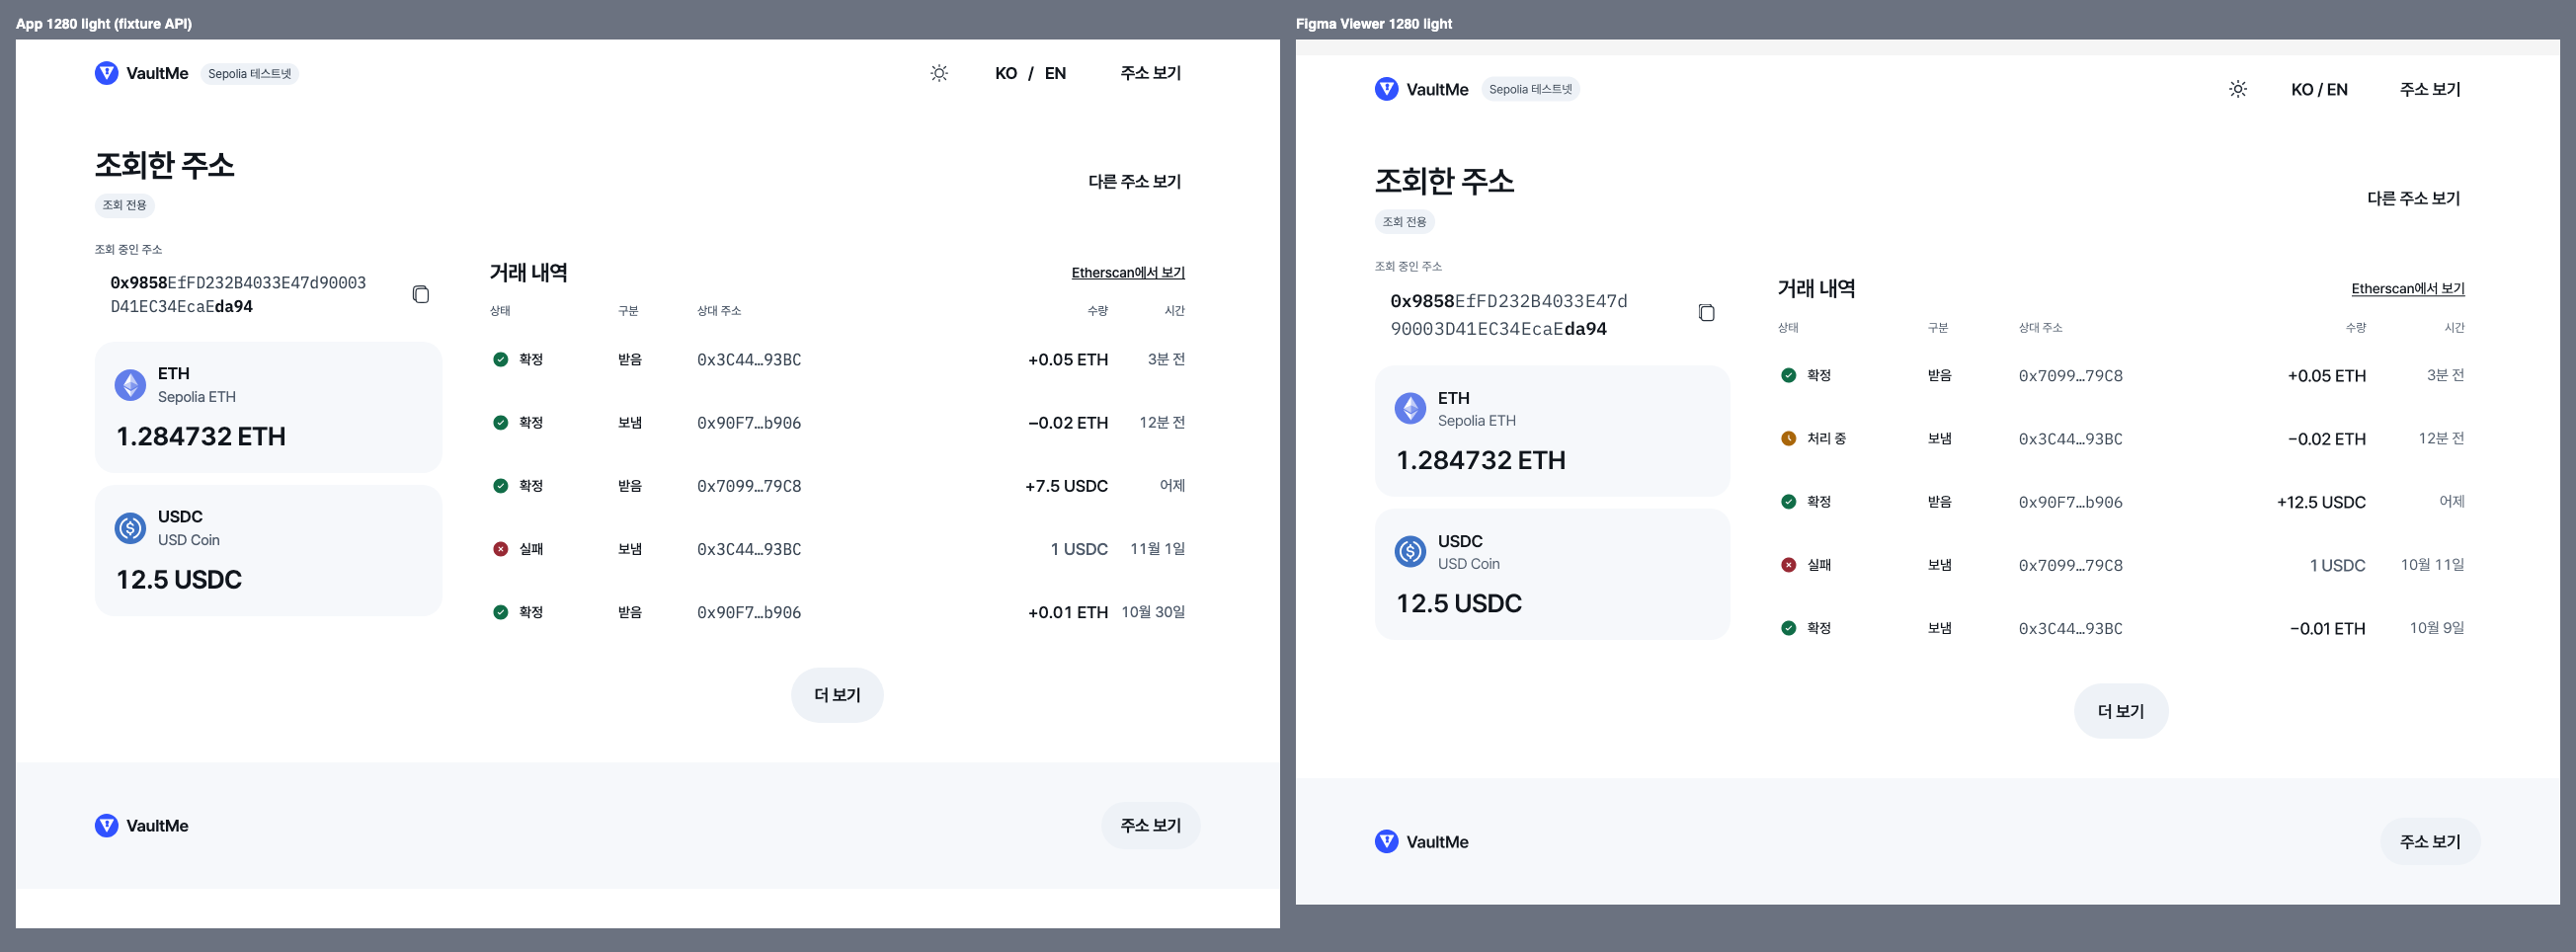 App 1280 light (fixture API)
VaultMe Sepolia 테스트넷 KO / EN 주소 보기
조회한 주소
다른 주소 보기
조회 전용
조회 중인 주소
0x9858EfFD232B4033E47d90003
D41EC34EcaEda94
ETH
Sepolia ETH
1.284732 ETH
USDC
USD Coin
12.5 USDC
거래 내역 Etherscan에서 보기
상태 구분 상대 주소 수량 시간
확정 받음 0x3C44…93BC +0.05 ETH 3분 전
확정 보냄 0x90F7…b906 −0.02 ETH 12분 전
확정 받음 0x7099…79C8 +7.5 USDC 어제
실패 보냄 0x3C44…93BC 1 USDC 11월 1일
확정 받음 0x90F7…b906 +0.01 ETH 10월 30일
더 보기
VaultMe 주소 보기
Figma Viewer 1280 light
VaultMe Sepolia 테스트넷 KO / EN 주소 보기
조회한 주소
다른 주소 보기
조회 전용
조회 중인 주소
0x9858EfFD232B4033E47d
90003D41EC34EcaEda94
ETH
Sepolia ETH
1.284732 ETH
USDC
USD Coin
12.5 USDC
거래 내역 Etherscan에서 보기
상태 구분 상대 주소 수량 시간
확정 받음 0x7099…79C8 +0.05 ETH 3분 전
처리 중 보냄 0x3C44…93BC −0.02 ETH 12분 전
확정 받음 0x90F7…b906 +12.5 USDC 어제
실패 보냄 0x7099…79C8 1 USDC 10월 11일
확정 보냄 0x3C44…93BC −0.01 ETH 10월 9일
더 보기
VaultMe 주소 보기